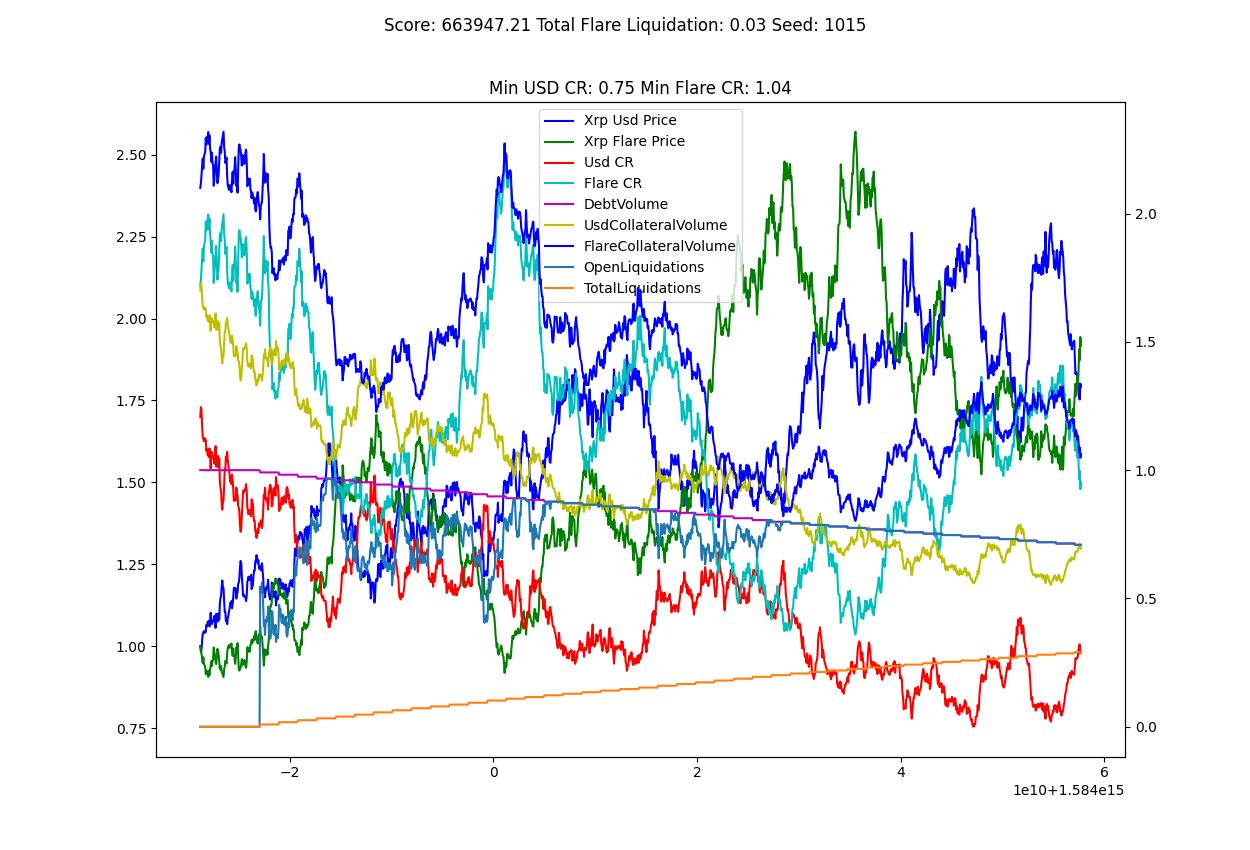 Score: 663947.21 Total Flare Liquidation: 0.03 Seed: 1015
Min USD CR: 0.75 Min Flare CR: 1.04
Xrp Usd Price
Xrp Flare Price
Usd CR
Flare CR
DebtVolume
UsdCollateralVolume
FlareCollateralVolume
OpenLiquidations
TotalLiquidations
2.50
2.25
2.00
1.75
1.50
1.25
1.00
0.75
2.0
1.5
1.0
0.5
0.0
−2 0 2 4 6
1e10+1.584e15